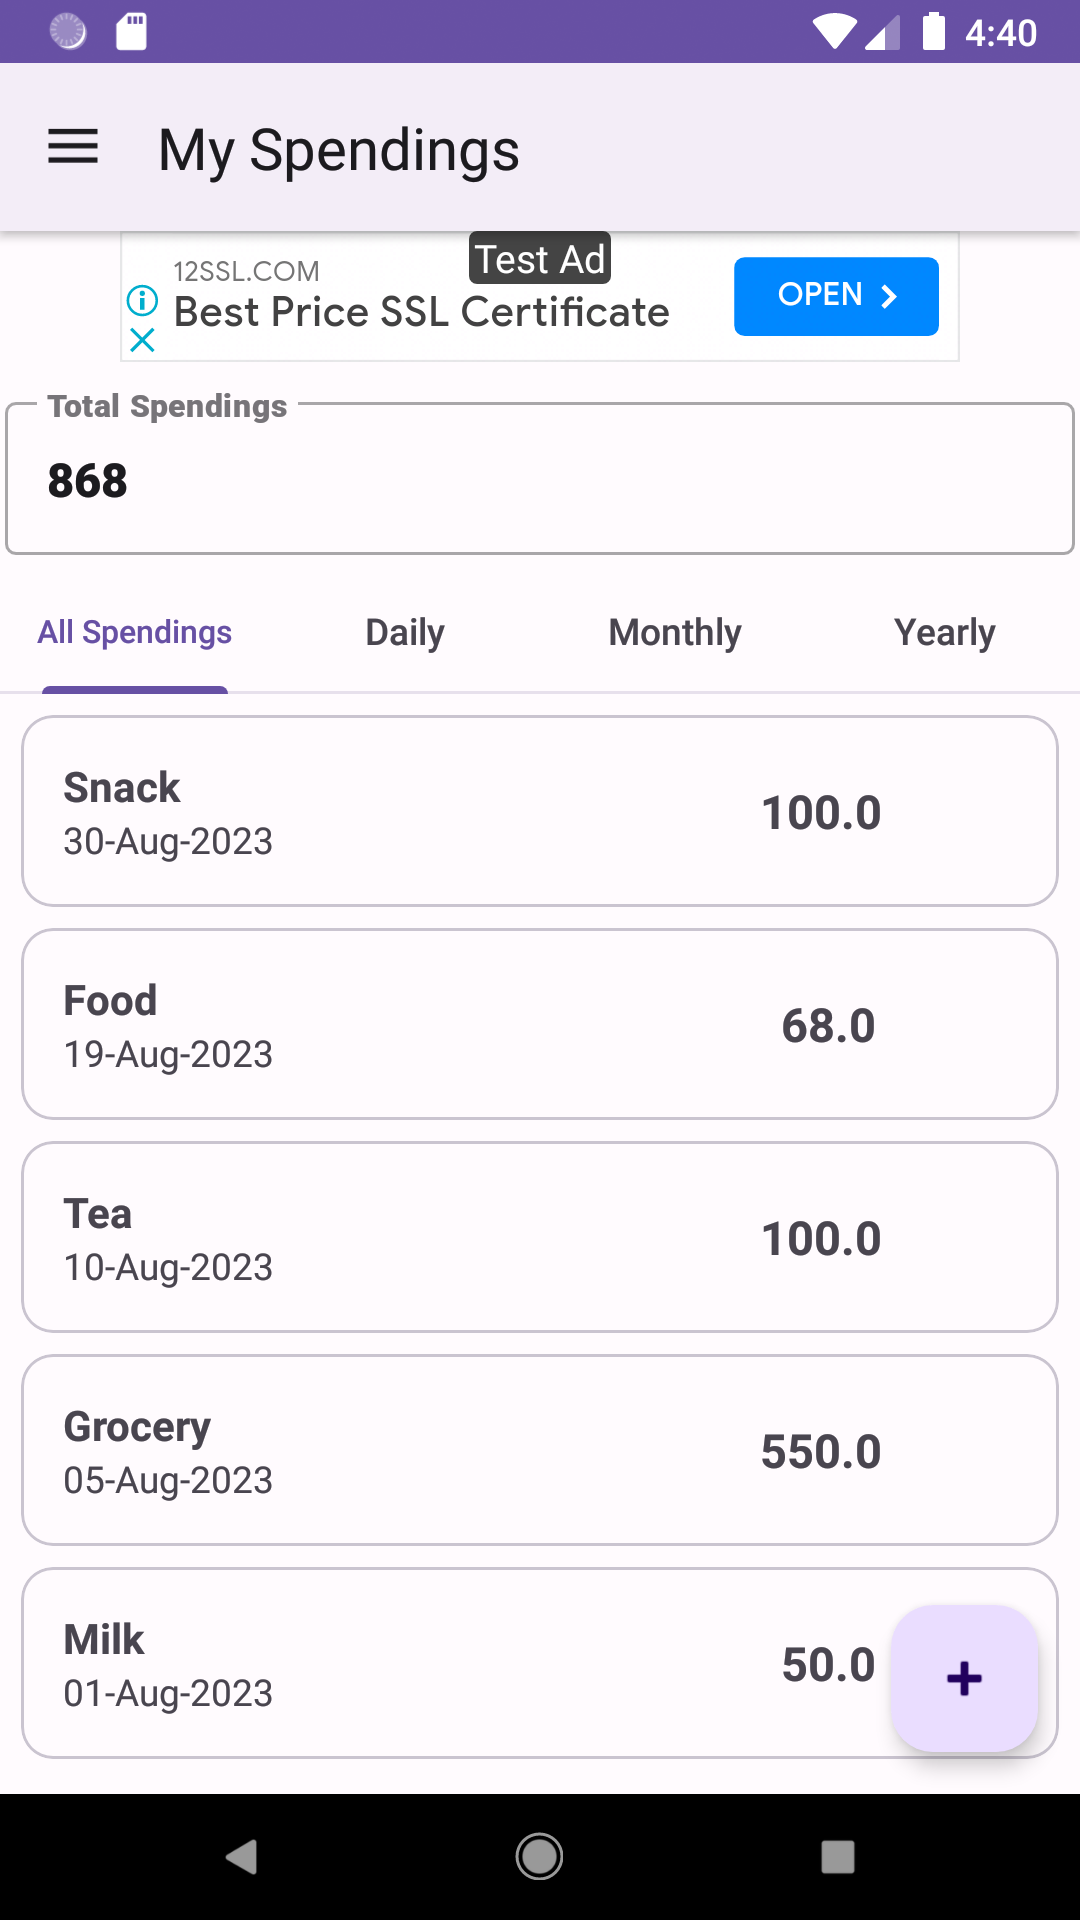 4:40
My Spendings
Test Ad
12SSL.COM
Best Price SSL Certificate
OPEN
Total Spendings
868
All Spendings
Daily
Monthly
Yearly
Snack
30-Aug-2023
100.0
Food
19-Aug-2023
68.0
Tea
10-Aug-2023
100.0
Grocery
05-Aug-2023
550.0
Milk
01-Aug-2023
50.0